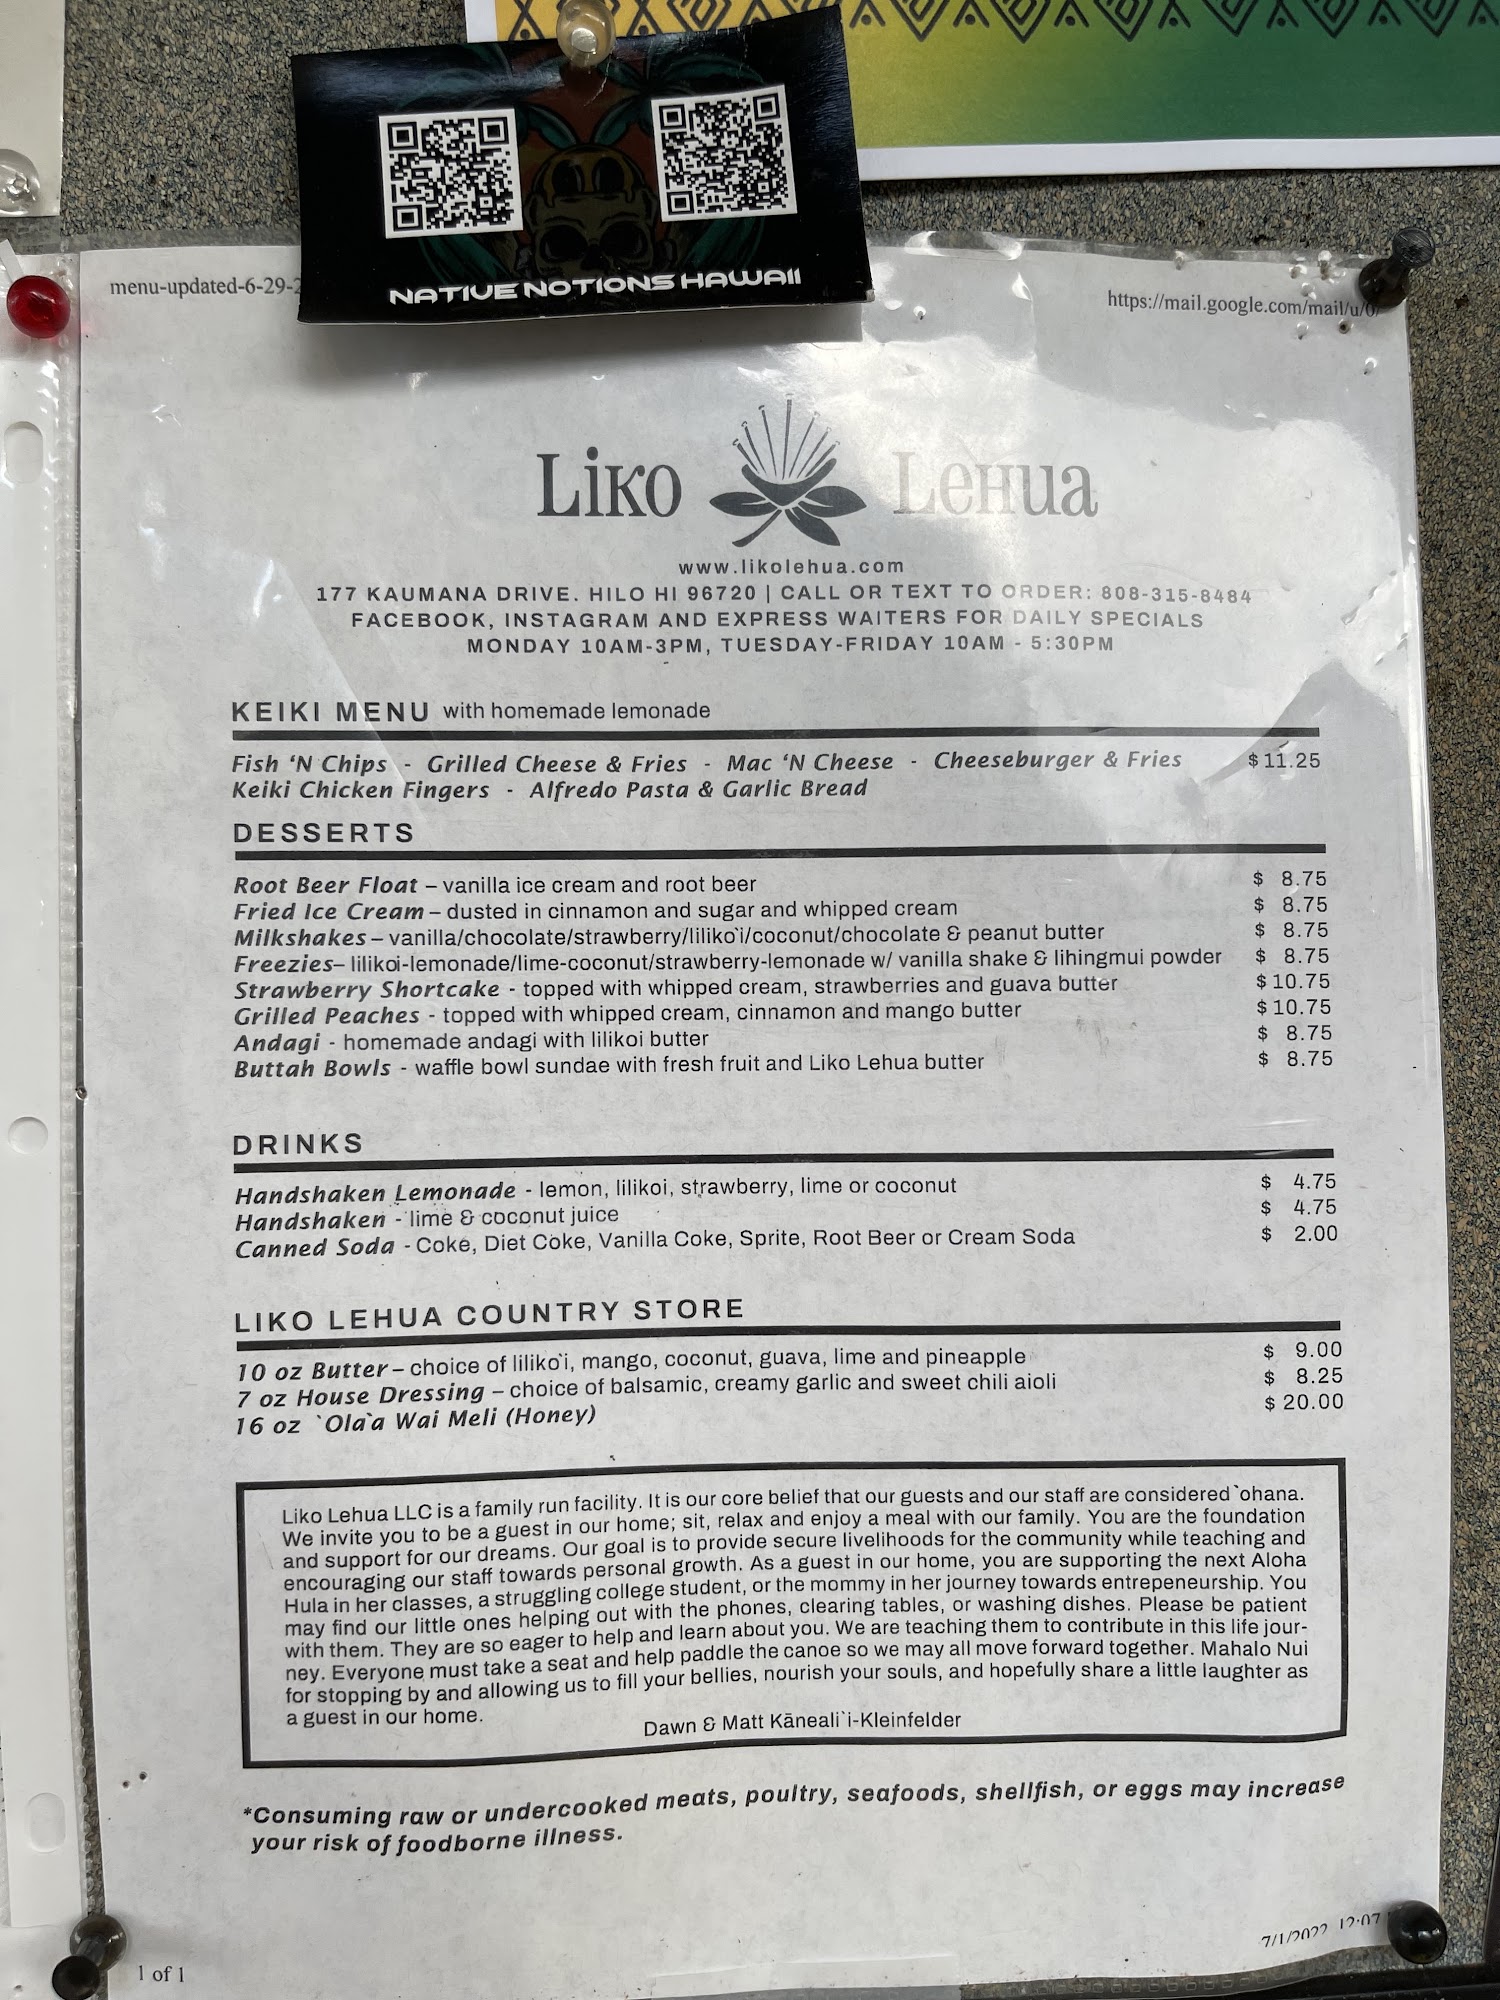 NATIVE NOTIONS HAWAII
menu-updated-6-29-2
https://mail.google.com/mail/u/0/
Liko Lehua
www.likolehua.com
177 KAUMANA DRIVE. HILO HI 96720 | CALL OR TEXT TO ORDER: 808-315-8484
FACEBOOK, INSTAGRAM AND EXPRESS WAITERS FOR DAILY SPECIALS
MONDAY 10AM-3PM, TUESDAY-FRIDAY 10AM - 5:30PM
KEIKI MENU with homemade lemonade
Fish ‘N Chips - Grilled Cheese & Fries - Mac ‘N Cheese - Cheeseburger & Fries $11.25
Keiki Chicken Fingers - Alfredo Pasta & Garlic Bread
DESSERTS
Root Beer Float – vanilla ice cream and root beer $ 8.75
Fried Ice Cream – dusted in cinnamon and sugar and whipped cream $ 8.75
Milkshakes – vanilla/chocolate/strawberry/liliko`i/coconut/chocolate & peanut butter $ 8.75
Freezies– lilikoi-lemonade/lime-coconut/strawberry-lemonade w/ vanilla shake & lihingmui powder $ 8.75
Strawberry Shortcake - topped with whipped cream, strawberries and guava butter $10.75
Grilled Peaches - topped with whipped cream, cinnamon and mango butter $10.75
Andagi - homemade andagi with lilikoi butter $ 8.75
Buttah Bowls - waffle bowl sundae with fresh fruit and Liko Lehua butter $ 8.75
DRINKS
Handshaken Lemonade - lemon, lilikoi, strawberry, lime or coconut $ 4.75
Handshaken - lime & coconut juice $ 4.75
Canned Soda - Coke, Diet Coke, Vanilla Coke, Sprite, Root Beer or Cream Soda $ 2.00
LIKO LEHUA COUNTRY STORE
10 oz Butter – choice of liliko`i, mango, coconut, guava, lime and pineapple $ 9.00
7 oz House Dressing – choice of balsamic, creamy garlic and sweet chili aioli $ 8.25
16 oz `Ola`a Wai Meli (Honey) $ 20.00
Liko Lehua LLC is a family run facility. It is our core belief that our guests and our staff are considered `ohana.
We invite you to be a guest in our home; sit, relax and enjoy a meal with our family. You are the foundation
and support for our dreams. Our goal is to provide secure livelihoods for the community while teaching and
encouraging our staff towards personal growth. As a guest in our home, you are supporting the next Aloha
Hula in her classes, a struggling college student, or the mommy in her journey towards entrepeneurship. You
may find our little ones helping out with the phones, clearing tables, or washing dishes. Please be patient
with them. They are so eager to help and learn about you. We are teaching them to contribute in this life jour-
ney. Everyone must take a seat and help paddle the canoe so we may all move forward together. Mahalo Nui
for stopping by and allowing us to fill your bellies, nourish your souls, and hopefully share a little laughter as
a guest in our home.
Dawn & Matt Kāneali`i-Kleinfelder
*Consuming raw or undercooked meats, poultry, seafoods, shellfish, or eggs may increase
your risk of foodborne illness.
7/1/2022 12:07
1 of 1